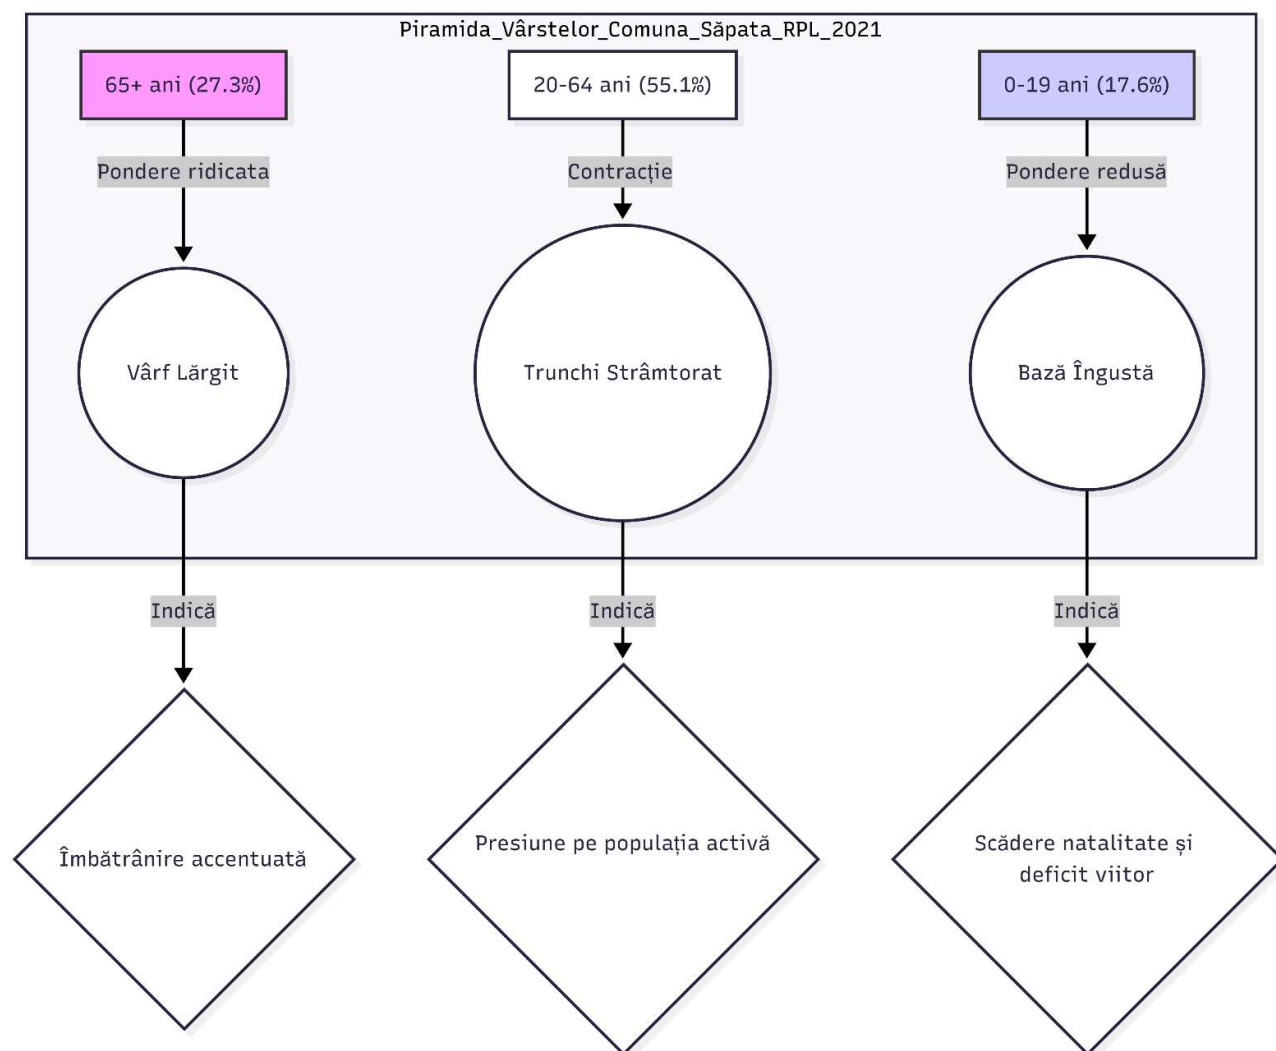 Piramida_Vârstelor_Comuna_Săpata_RPL_2021
65+ ani (27.3%)
20-64 ani (55.1%)
0-19 ani (17.6%)
Pondere ridicata
Contracție
Pondere redusă
Vârf Lărgit
Trunchi Strâmtorat
Bază Îngustă
Indică
Indică
Indică
Îmbătrânire accentuată
Presiune pe populația activă
Scădere natalitate și
deficit viitor